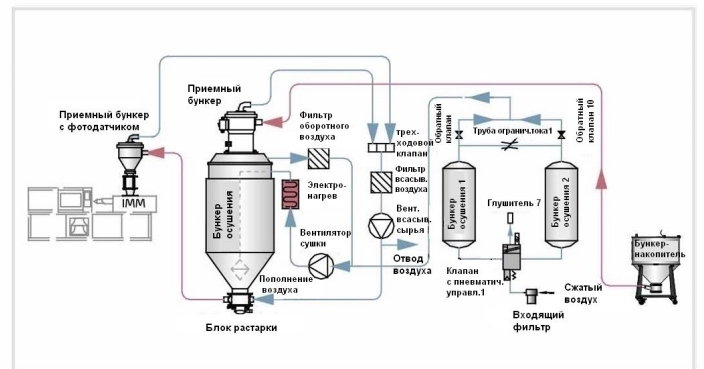 Приемный бункер
с фотодатчиком
IMM
Приемный
бункер
Фильтр
оборотного
воздуха
Электро-
нагрев
Бункер
осушения
Вентилятор
сушки
Пополнение
воздуха
Блок растарки
трех-
ходовой
клапан
Фильтр
всасыв.
воздуха
Вент.
всасыв.
сырья
Отвод
воздуха
Обратный
клапан
Труба огранич.тока1
Обратный
клапан 10
Бункер
осушения 1
Глушитель 7
Бункер
осушения 2
Клапан
с пневматич.
управл.1
Сжатый
воздух
Входящий
фильтр
Бункер-
накопитель